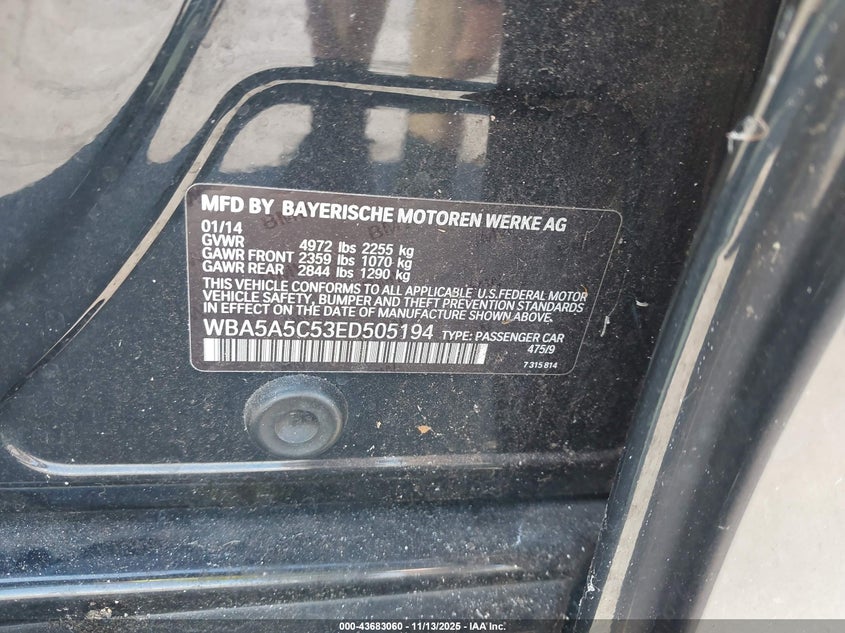 MFD BY BAYERISCHE MOTOREN WERKE AG
01/14
GVWR 4972 lbs 2255 kg
GAWR FRONT 2359 lbs 1070 kg
GAWR REAR 2844 lbs 1290 kg
THIS VEHICLE CONFORMS TO ALL APPLICABLE U.S.FEDERAL MOTOR
VEHICLE SAFETY, BUMPER AND THEFT PREVENTION STANDARDS
IN EFFECT ON THE DATE OF MANUFACTURE SHOWN ABOVE.
WBA5A5C53ED505194 TYPE: PASSENGER CAR
475/9
7 315 814
000-43683060 - 11/13/2025 - IAA Inc.